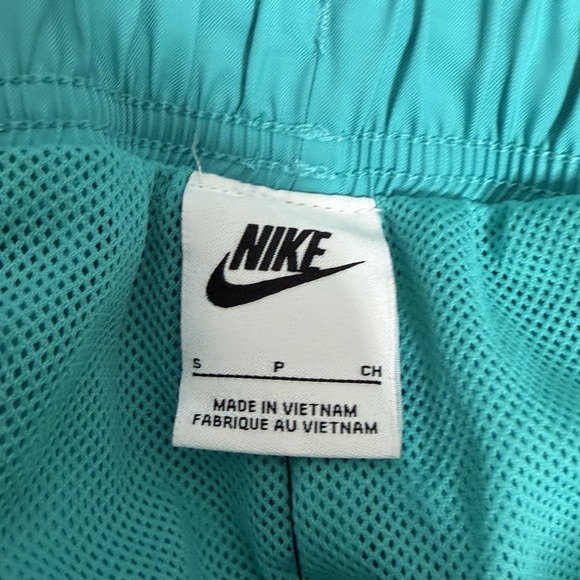 NIKE
S P CH
MADE IN VIETNAM
FABRIQUE AU VIETNAM